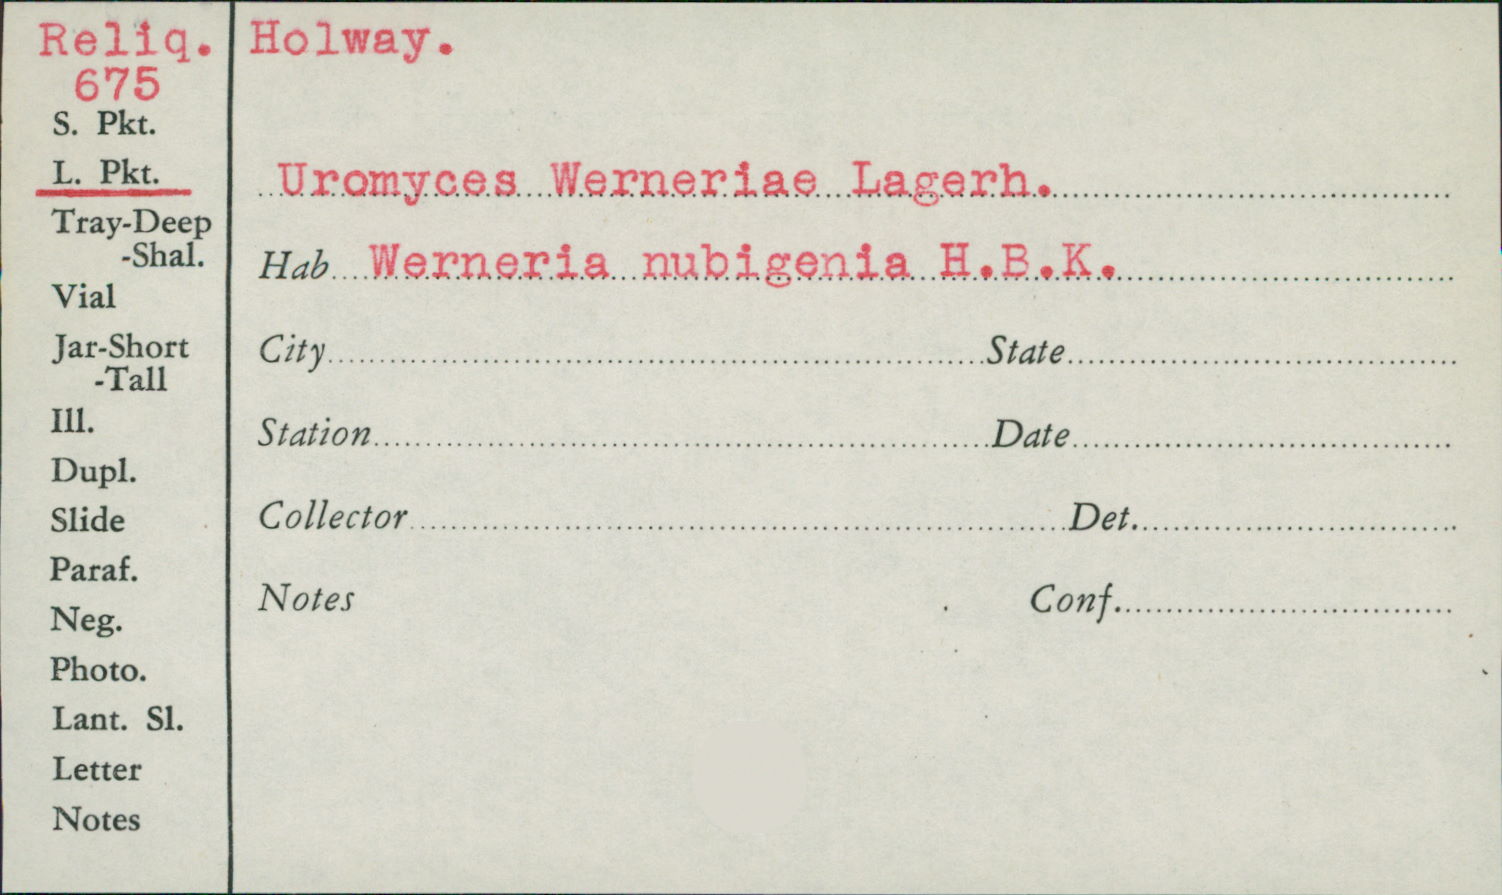 Reliq. Holway.
675
S. Pkt.
L. Pkt.
Tray-Deep
-Shal.
Vial
Jar-Short
-Tall
Ill.
Dupl.
Slide
Paraf.
Neg.
Photo.
Lant. Sl.
Letter
Notes
Uromyces Werneriae Lagerh.
Hab Werneria nubigenia H.B.K.
City State
Station Date
Collector Det.
Notes Conf.